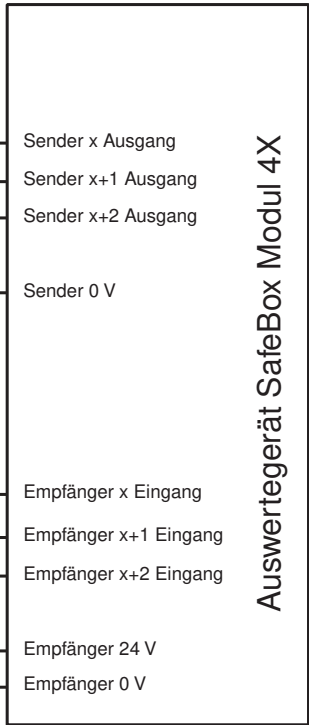 Sender x Ausgang
Sender x+1 Ausgang
Sender x+2 Ausgang
Sender 0 V
Empfänger x Eingang
Empfänger x+1 Eingang
Empfänger x+2 Eingang
Empfänger 24 V
Empfänger 0 V
Auswertegerät SafeBox Modul 4X